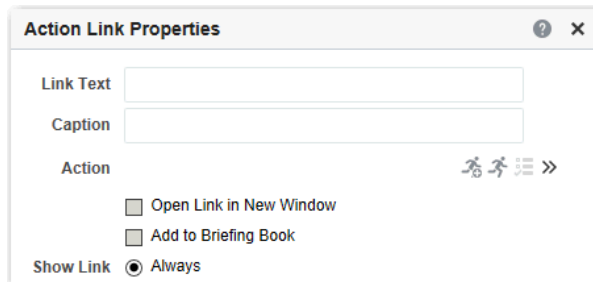 Action Link Properties
Link Text
Caption
Action
Open Link in New Window
Add to Briefing Book
Show Link Always